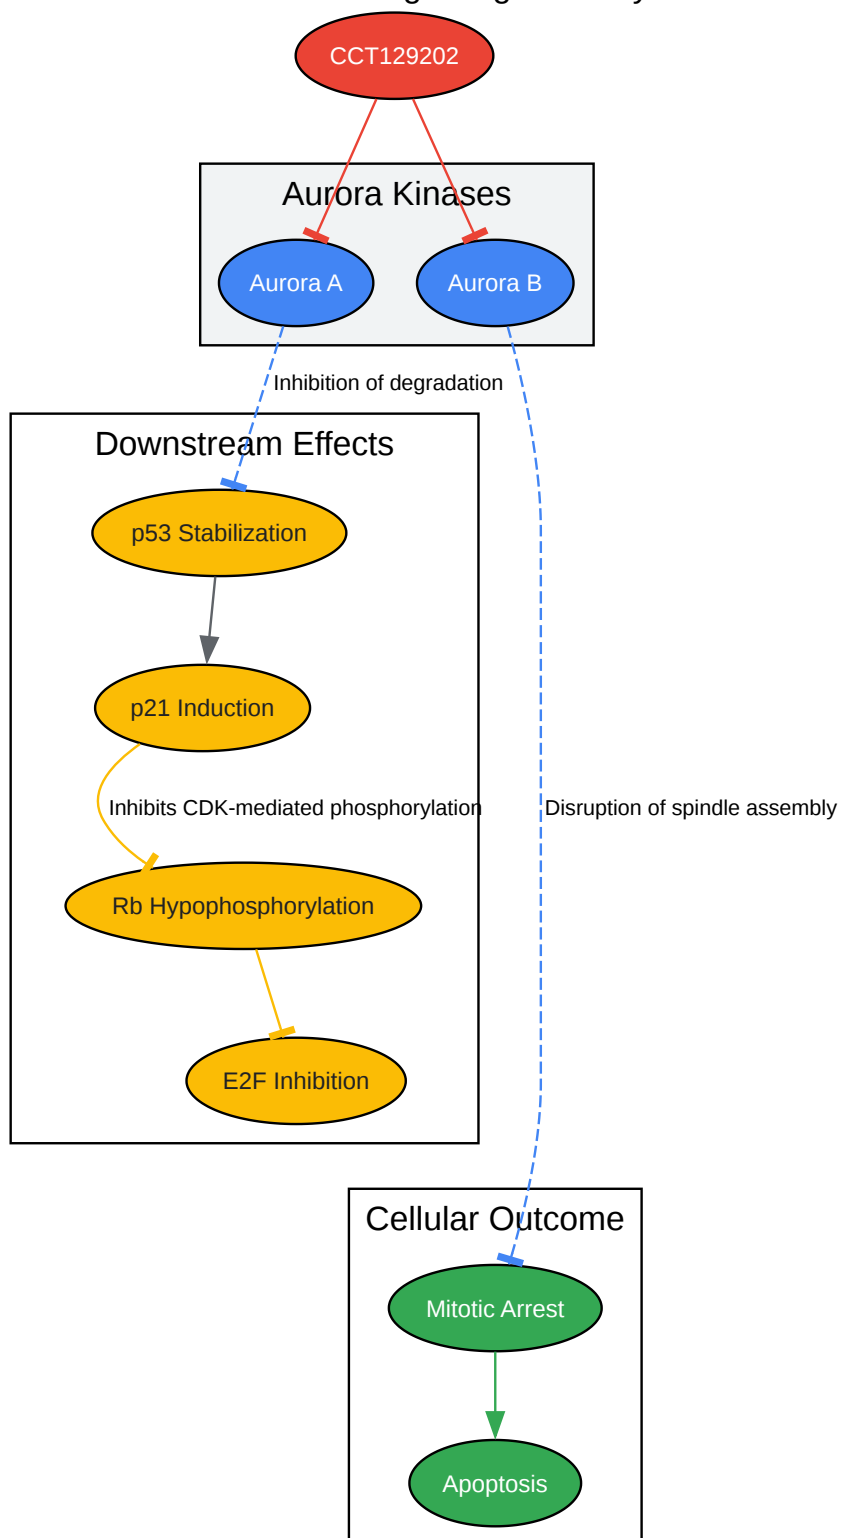 CCT129202
Aurora Kinases
Aurora A
Aurora B
Inhibition of degradation
Downstream Effects
p53 Stabilization
p21 Induction
Inhibits CDK-mediated phosphorylation
Disruption of spindle assembly
Rb Hypophosphorylation
E2F Inhibition
Cellular Outcome
Mitotic Arrest
Apoptosis